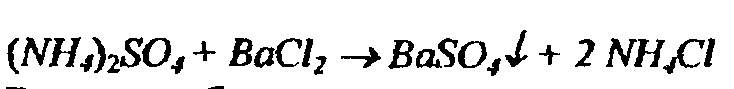 (NH₄)₂SO₄ + BaCl₂ → BaSO₄↓ + 2 NH₄Cl